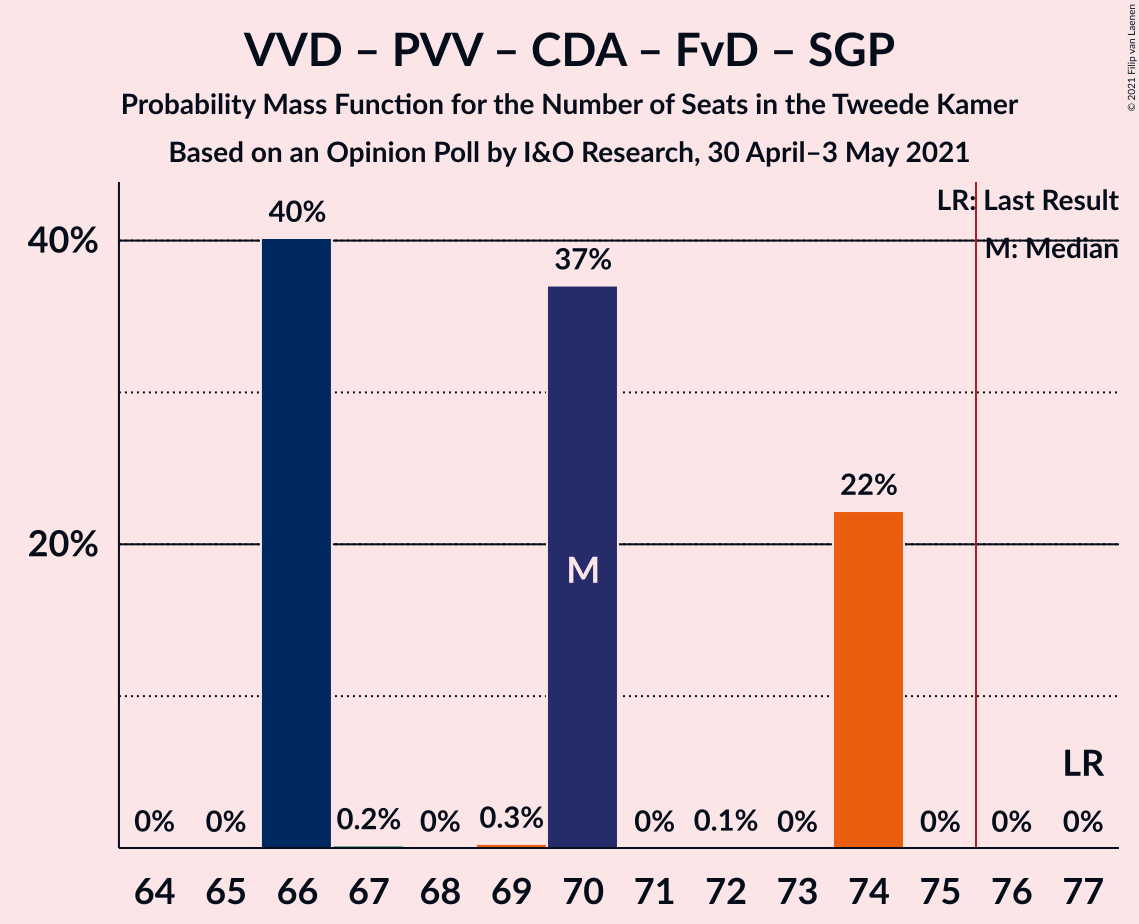 VVD – PVV – CDA – FvD – SGP
Probability Mass Function for the Number of Seats in the Tweede Kamer
Based on an Opinion Poll by I&O Research, 30 April–3 May 2021
© 2021 Filip van Laenen
LR: Last Result
M: Median
40%
20%
0%
0%
40%
0.2%
0%
0.3%
37%
M
0%
0.1%
0%
22%
0%
0%
LR
0%
64 65 66 67 68 69 70 71 72 73 74 75 76 77